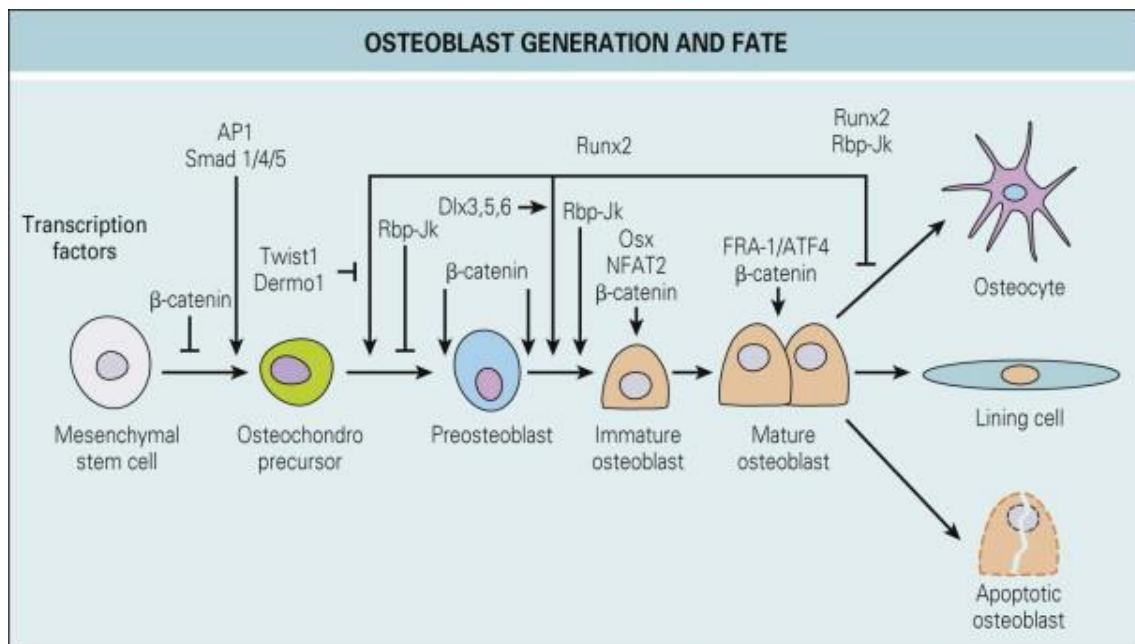 OSTEOBLAST GENERATION AND FATE
AP1
Smad 1/4/5
Runx2
Runx2
Rbp-Jk
Transcription
factors
Twist1
Dermo1
Rbp-Jk
Dlx3,5,6
Rbp-Jk
Osx
NFAT2
β-catenin
FRA-1/ATF4
β-catenin
β-catenin
β-catenin
Osteocyte
Mesenchymal
stem cell
Osteochondro
precursor
Preosteoblast
Immature
osteoblast
Mature
osteoblast
Lining cell
Apoptotic
osteoblast